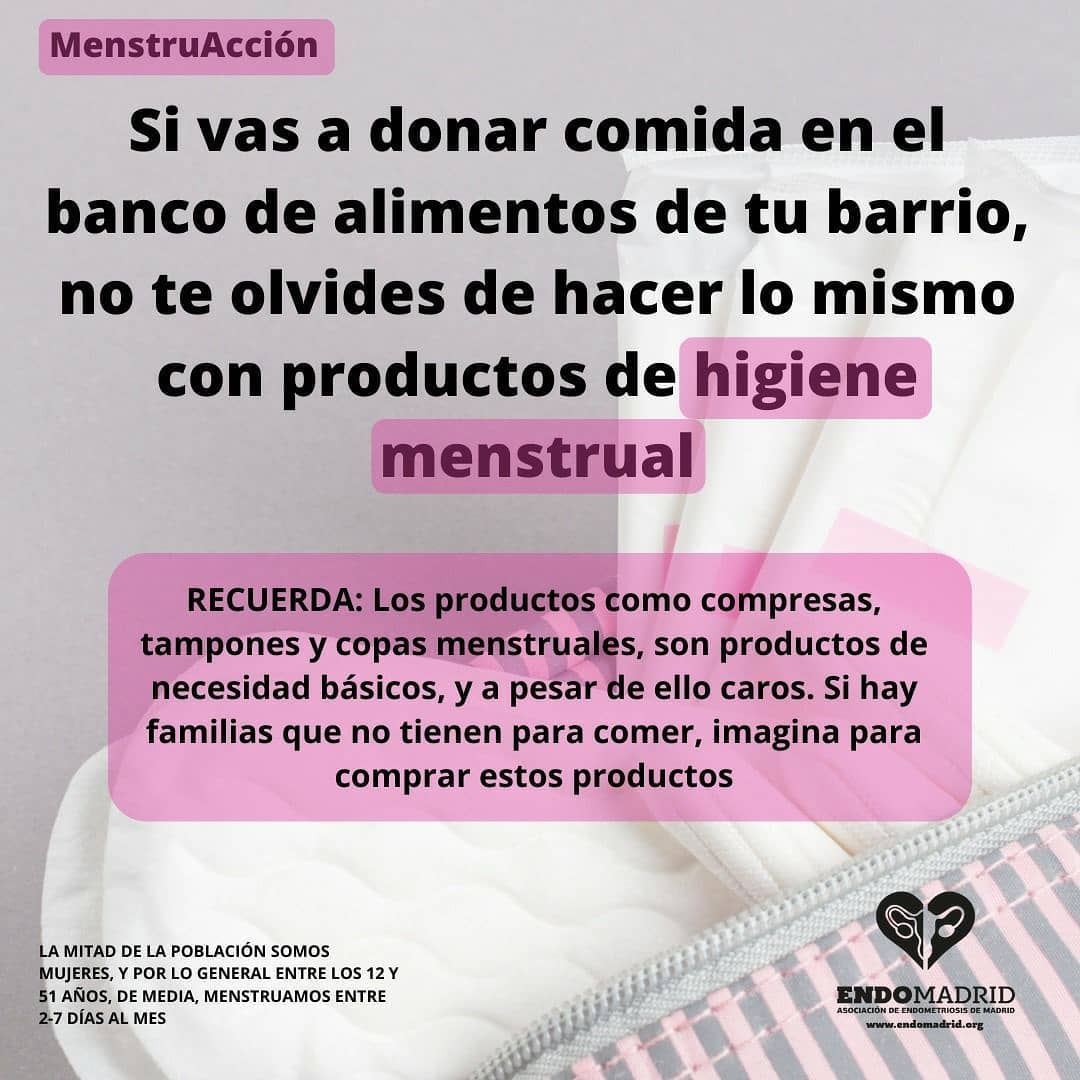 MenstruAcción
Si vas a donar comida en el
banco de alimentos de tu barrio,
no te olvides de hacer lo mismo
con productos de higiene
menstrual
RECUERDA: Los productos como compresas,
tampones y copas menstruales, son productos de
necesidad básicos, y a pesar de ello caros. Si hay
familias que no tienen para comer, imagina para
comprar estos productos
LA MITAD DE LA POBLACIÓN SOMOS
MUJERES, Y POR LO GENERAL ENTRE LOS 12 Y
51 AÑOS, DE MEDIA, MENSTRUAMOS ENTRE
2-7 DÍAS AL MES
ENDOMADRID
ASOCIACIÓN DE ENDOMETRIOSIS DE MADRID
www.endomadrid.org